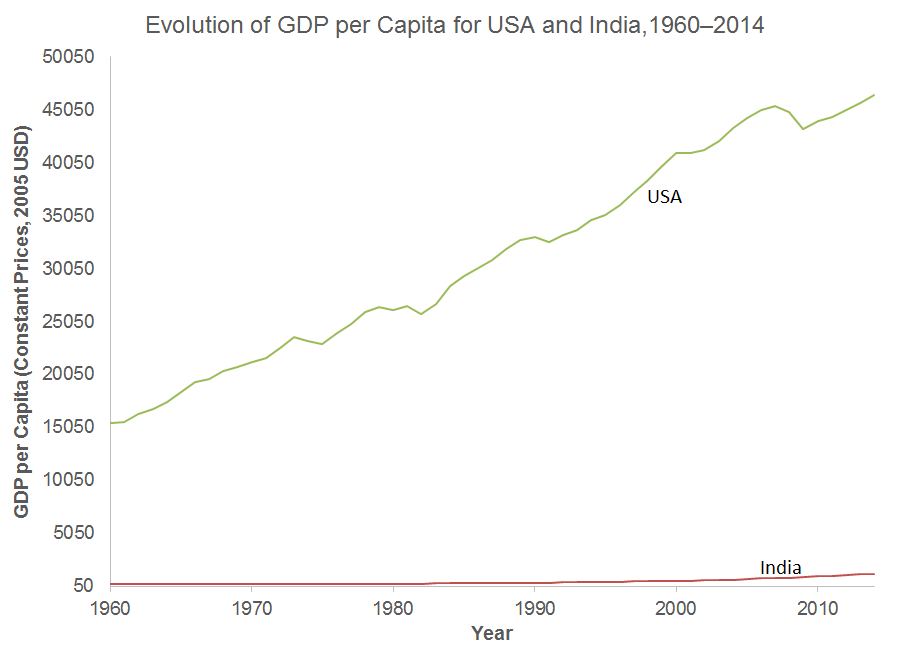 Evolution of GDP per Capita for USA and India,1960–2014
GDP per Capita (Constant Prices, 2005 USD)
50050
45050
40050
35050
30050
25050
20050
15050
10050
5050
50
USA
India
1960 1970 1980 1990 2000 2010
Year